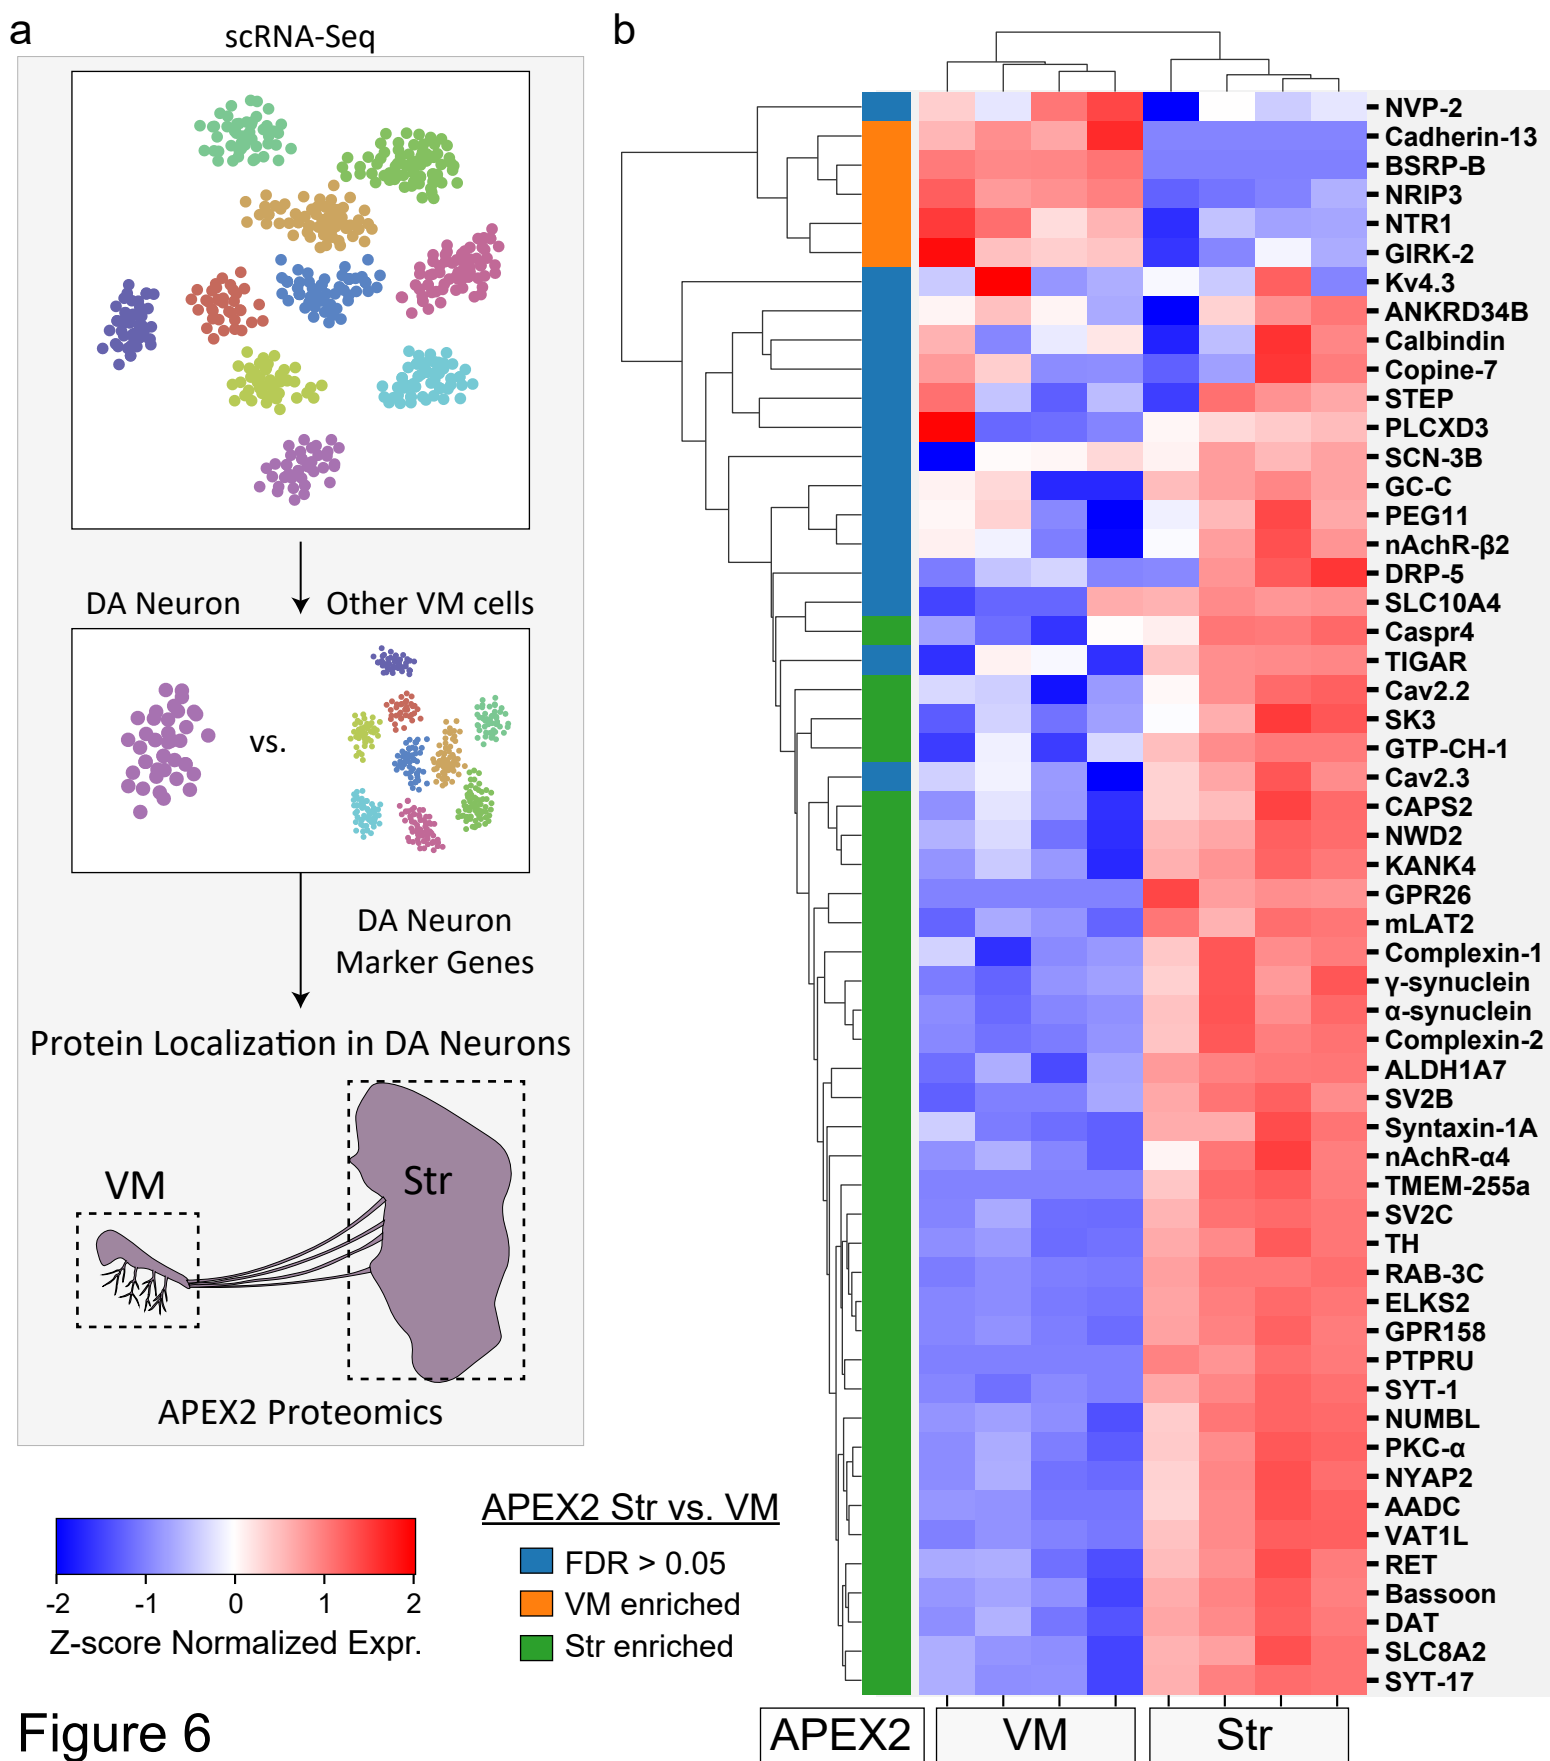 a
scRNA-Seq
DA Neuron
Other VM cells
vs.
DA Neuron
Marker Genes
Protein Localization in DA Neurons
VM
Str
APEX2 Proteomics
-2 -1 0 1 2
Z-score Normalized Expr.
APEX2 Str vs. VM
FDR > 0.05
VM enriched
Str enriched
Figure 6
b
NVP-2
Cadherin-13
BSRP-B
NRIP3
NTR1
GIRK-2
Kv4.3
ANKRD34B
Calbindin
Copine-7
STEP
PLCXD3
SCN-3B
GC-C
PEG11
nAchR-β2
DRP-5
SLC10A4
Caspr4
TIGAR
Cav2.2
SK3
GTP-CH-1
Cav2.3
CAPS2
NWD2
KANK4
GPR26
mLAT2
Complexin-1
γ-synuclein
α-synuclein
Complexin-2
ALDH1A7
SV2B
Syntaxin-1A
nAchR-α4
TMEM-255a
SV2C
TH
RAB-3C
ELKS2
GPR158
PTPRU
SYT-1
NUMBL
PKC-α
NYAP2
AADC
VAT1L
RET
Bassoon
DAT
SLC8A2
SYT-17
APEX2
VM
Str